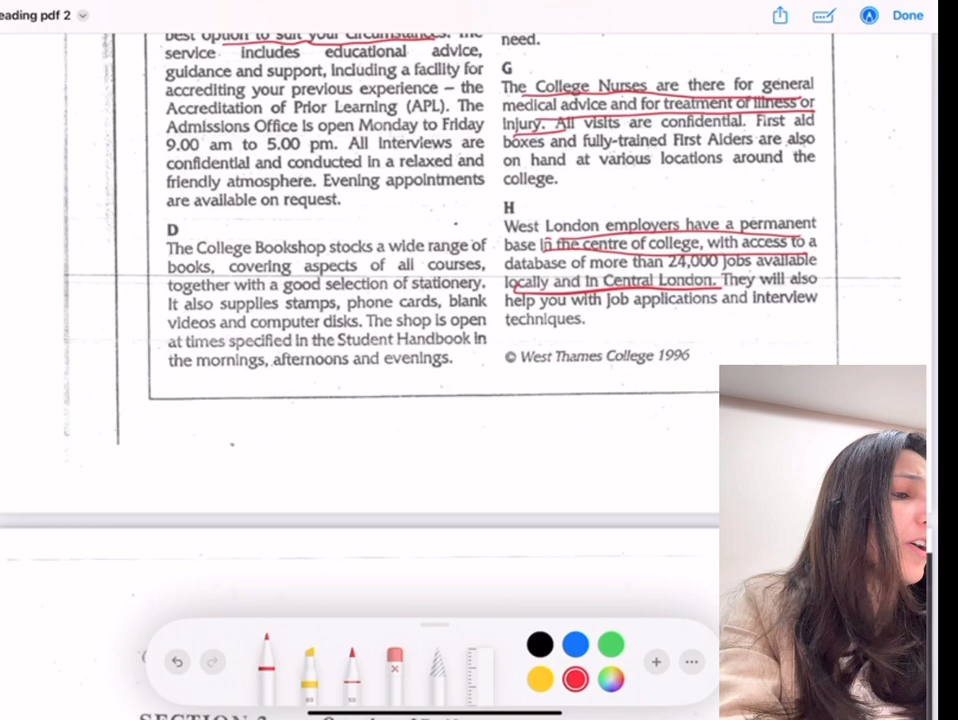 eading pdf 2
Done
best option to suit your circumstances. The
service includes educational advice,
guidance and support, including a facility for
accrediting your previous experience – the
Accreditation of Prior Learning (APL). The
Admissions Office is open Monday to Friday
9.00 am to 5.00 pm. All interviews are
confidential and conducted in a relaxed and
friendly atmosphere. Evening appointments
are available on request.
D
The College Bookshop stocks a wide range of
books, covering aspects of all courses,
together with a good selection of stationery.
It also supplies stamps, phone cards, blank
videos and computer disks. The shop is open
at times specified in the Student Handbook in
the mornings, afternoons and evenings.
need.
G
The College Nurses are there for general
medical advice and for treatment of illness or
injury. All visits are confidential. First aid
boxes and fully-trained First Aiders are also
on hand at various locations around the
college.
H
West London employers have a permanent
base in the centre of college, with access to a
database of more than 24,000 jobs available
locally and in Central London. They will also
help you with job applications and interview
techniques.
© West Thames College 1996